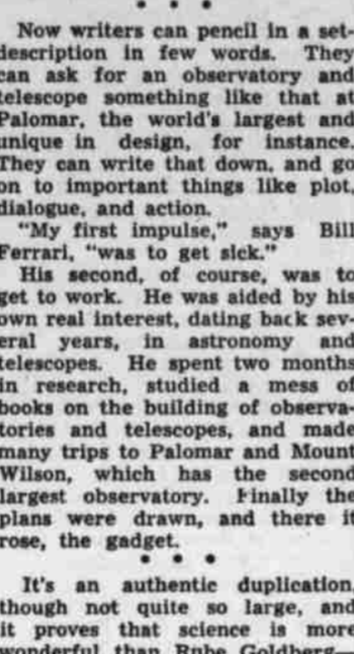 • • •
Now writers can pencil in a set-
description in few words. They
can ask for an observatory and
telescope something like that at
Palomar, the world's largest and
unique in design, for instance.
They can write that down, and go
on to important things like plot,
dialogue, and action.
"My first impulse," says Bill
Ferrari, "was to get sick."
His second, of course, was to
get to work. He was aided by his
own real interest, dating back sev-
eral years, in astronomy and
telescopes. He spent two months
in research, studied a mess of
books on the building of observa-
tories and telescopes, and made
many trips to Palomar and Mount
Wilson, which has the second
largest observatory. Finally the
plans were drawn, and there it
rose, the gadget.
• • •
It's an authentic duplication,
though not quite so large, and
it proves that science is more
wonderful than Rube Goldberg—